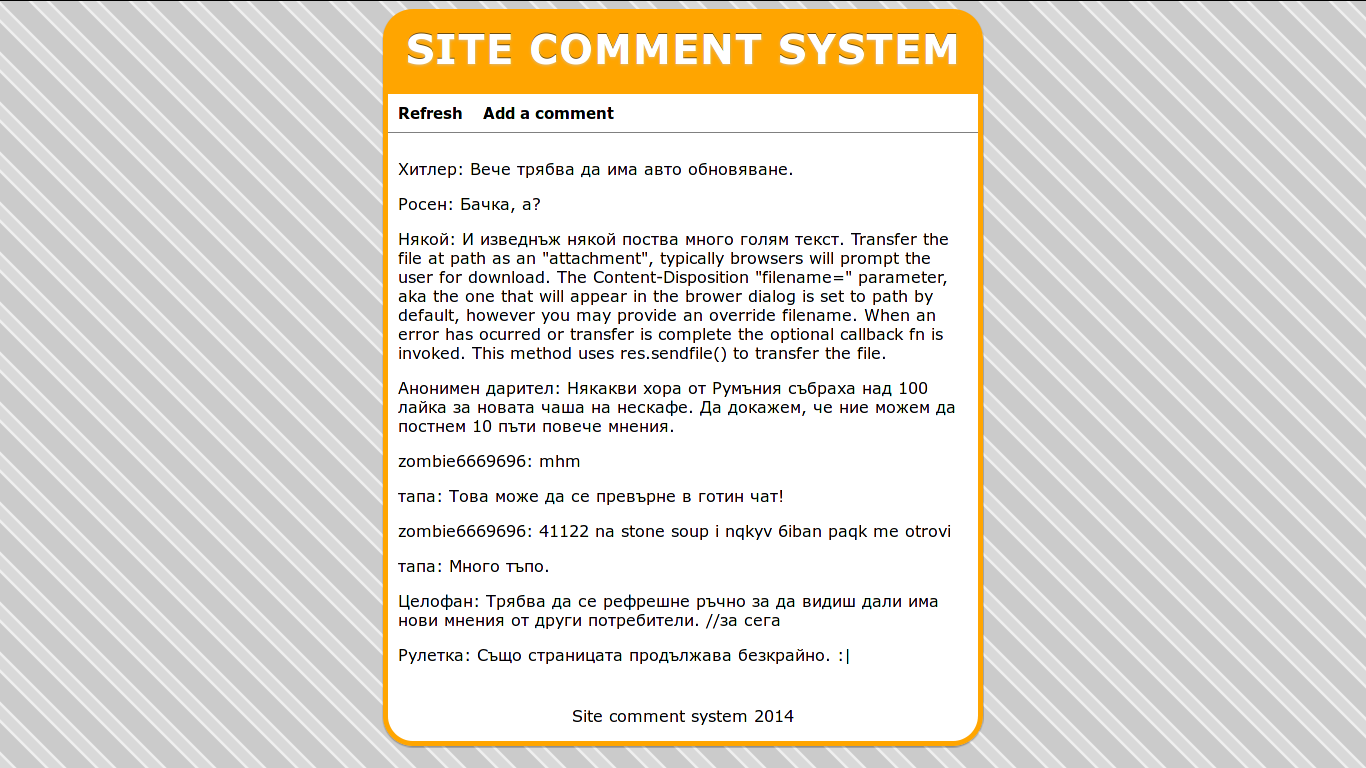 SITE COMMENT SYSTEM
Refresh Add a comment
Хитлер: Вече трябва да има авто обновяване.
Росен: Бачка, а?
Някой: И изведнъж някой поства много голям текст. Transfer the
file at path as an "attachment", typically browsers will prompt the
user for download. The Content-Disposition "filename=" parameter,
aka the one that will appear in the brower dialog is set to path by
default, however you may provide an override filename. When an
error has ocurred or transfer is complete the optional callback fn is
invoked. This method uses res.sendfile() to transfer the file.
Анонимен дарител: Някакви хора от Румъния събраха над 100
лайка за новата чаша на нескафе. Да докажем, че ние можем да
постнем 10 пъти повече мнения.
zombie6669696: mhm
тапа: Това може да се превърне в готин чат!
zombie6669696: 41122 na stone soup i nqkyv 6iban paqk me otrovi
тапа: Много тъпо.
Целофан: Трябва да се рефрешне ръчно за да видиш дали има
нови мнения от други потребители. //за сега
Рулетка: Също страницата продължава безкрайно. :|
Site comment system 2014